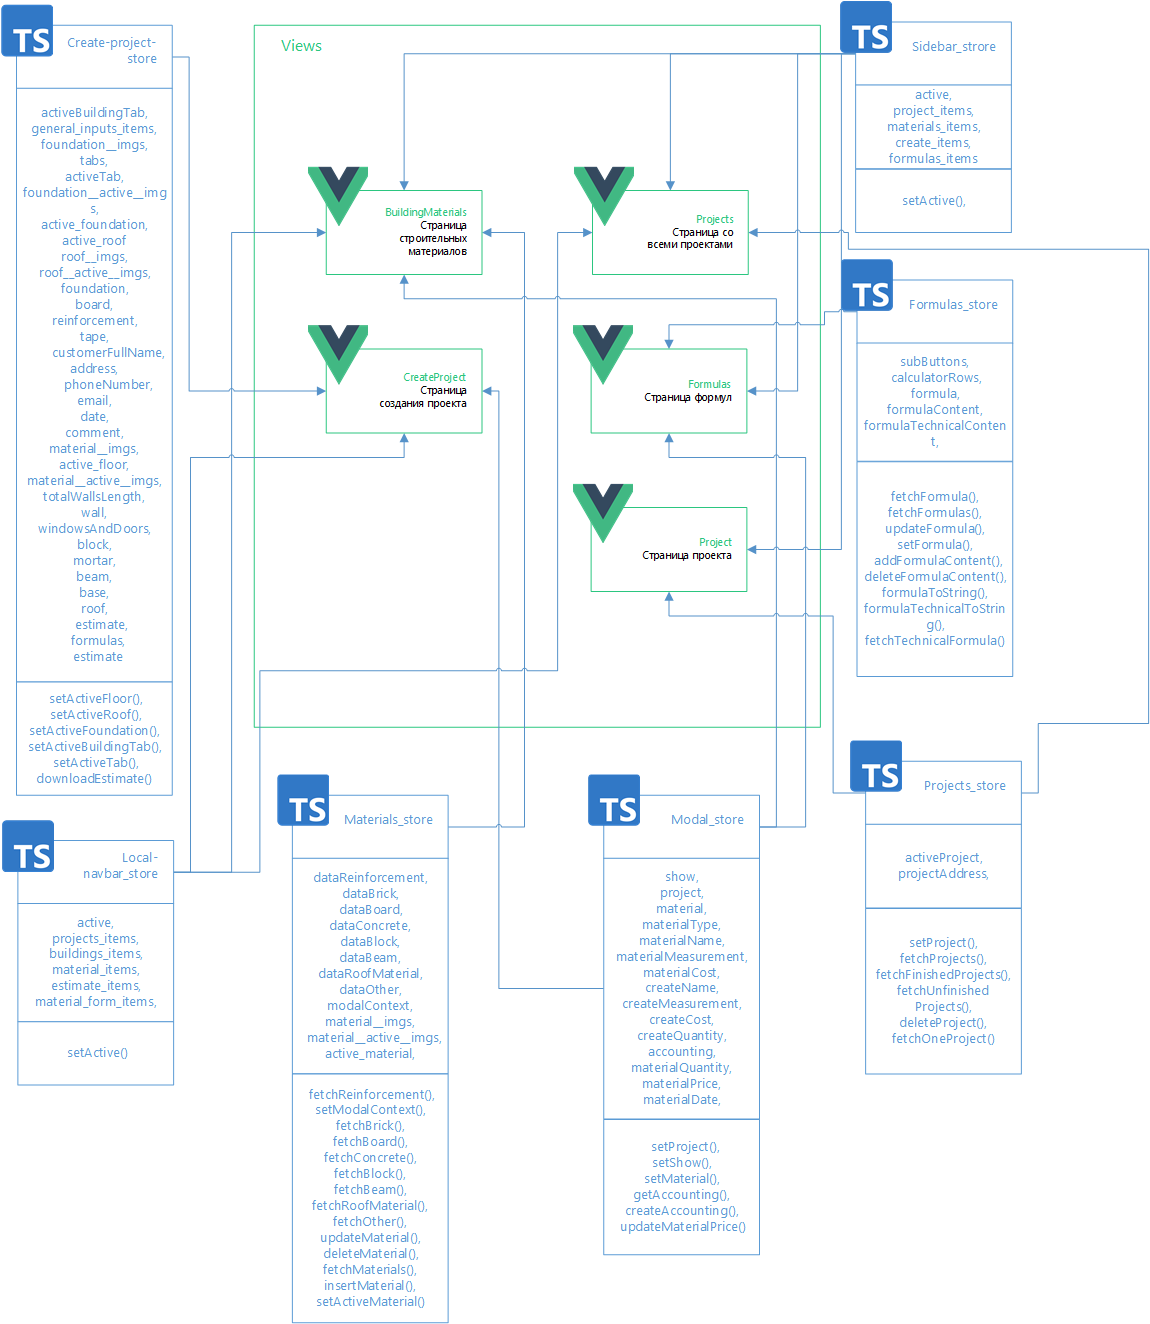 TS
Create-project-
store
activeBuildingTab,
general_inputs_items,
foundation__imgs,
tabs,
activeTab,
foundation__active__img
s,
active_foundation,
active_roof
roof__imgs,
roof__active__imgs,
foundation,
board,
reinforcement,
tape,
customerFullName,
address,
phoneNumber,
email,
date,
comment,
material__imgs,
active_floor,
material__active__imgs,
totalWallsLength,
wall,
windowsAndDoors,
block,
mortar,
beam,
base,
roof,
estimate,
formulas,
estimate
setActiveFloor(),
setActiveRoof(),
setActiveFoundation(),
setActiveBuildingTab(),
setActiveTab(),
downloadEstimate()
Views
BuildingMaterials
Страница
строительных
материалов
Projects
Страница со
всеми проектами
CreateProject
Страница
создания проекта
Formulas
Страница формул
Project
Страница проекта
TS
Sidebar_strore
active,
project_items,
materials_items,
create_items,
formulas_items
setActive(),
TS
Formulas_store
subButtons,
calculatorRows,
formula,
formulaContent,
formulaTechnicalConten
t,
fetchFormula(),
fetchFormulas(),
updateFormula(),
setFormula(),
addFormulaContent(),
deleteFormulaContent(),
formulaToString(),
formulaTechnicalToStrin
g(),
fetchTechnicalFormula()
TS
Local-
navbar_store
active,
projects_items,
buildings_items,
material_items,
estimate_items,
material_form_items,
setActive()
TS
Materials_store
dataReinforcement,
dataBrick,
dataBoard,
dataConcrete,
dataBlock,
dataBeam,
dataRoofMaterial,
dataOther,
modalContext,
material__imgs,
material__active__imgs,
active_material,
fetchReinforcement(),
setModalContext(),
fetchBrick(),
fetchBoard(),
fetchConcrete(),
fetchBlock(),
fetchBeam(),
fetchRoofMaterial(),
fetchOther(),
updateMaterial(),
deleteMaterial(),
fetchMaterials(),
insertMaterial(),
setActiveMaterial()
TS
Modal_store
show,
project,
material,
materialType,
materialName,
materialMeasurement,
materialCost,
createName,
createMeasurement,
createCost,
createQuantity,
accounting,
materialQuantity,
materialPrice,
materialDate,
setProject(),
setShow(),
setMaterial(),
getAccounting(),
createAccounting(),
updateMaterialPrice()
TS
Projects_store
activeProject,
projectAddress,
setProject(),
fetchProjects(),
fetchFinishedProjects(),
fetchUnfinished
Projects(),
deleteProject(),
fetchOneProject()